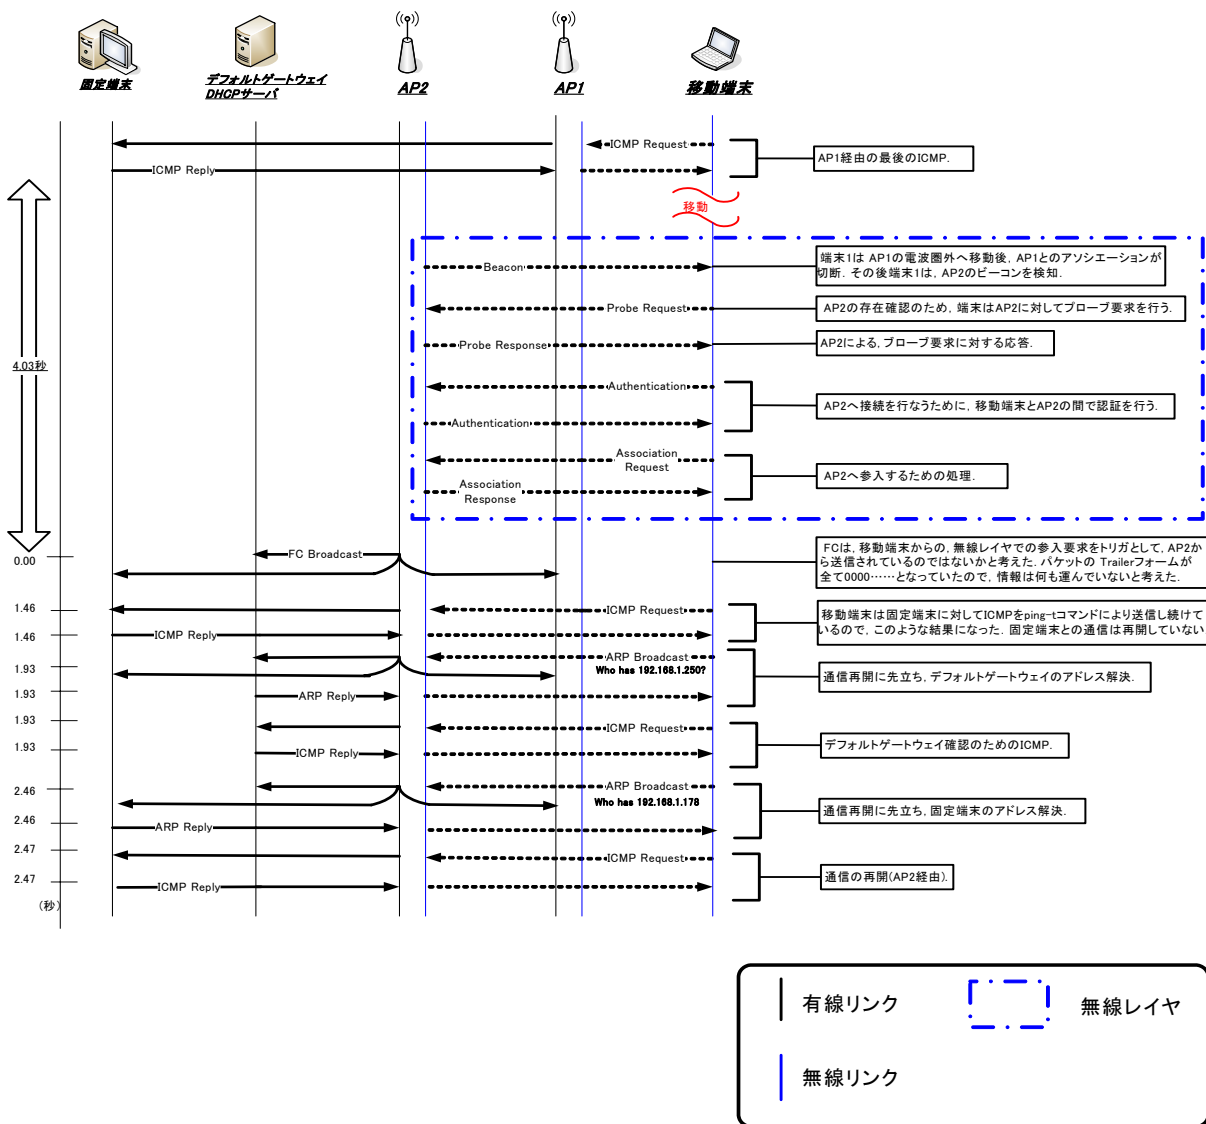 固定端末
デフォルトゲートウェイ
DHCPサーバ
AP2
AP1
移動端末
ICMP Request
ICMP Reply
AP1経由の最後のICMP.
移動
Beacon
端末1は AP1の電波圏外へ移動後, AP1とのアソシエーションが
切断. その後端末1は, AP2のビーコンを検知.
Probe Request
AP2の存在確認のため, 端末はAP2に対してプローブ要求を行う.
Probe Response
AP2による, プローブ要求に対する応答.
4.03秒
Authentication
Authentication
AP2へ接続を行なうために, 移動端末とAP2の間で認証を行う.
Association
Request
Association
Response
AP2へ参入するための処理.
0.00
FC Broadcast
FCは, 移動端末からの, 無線レイヤでの参入要求をトリガとして, AP2か
ら送信されているのではないかと考えた. パケットの Trailerフォームが
全て0000……となっていたので, 情報は何も運んでいないと考えた.
1.46
ICMP Request
1.46
ICMP Reply
移動端末は固定端末に対してICMPをping-tコマンドにより送信し続けて
いるので, このような結果になった. 固定端末との通信は再開していない
1.93
ARP Broadcast
Who has 192.168.1.250?
1.93
ARP Reply
通信再開に先立ち, デフォルトゲートウェイのアドレス解決.
1.93
ICMP Request
1.93
ICMP Reply
デフォルトゲートウェイ確認のためのICMP.
2.46
ARP Broadcast
Who has 192.168.1.178
2.46
ARP Reply
通信再開に先立ち, 固定端末のアドレス解決.
2.47
ICMP Request
2.47
ICMP Reply
通信の再開(AP2経由).
(秒)
有線リンク
無線レイヤ
無線リンク